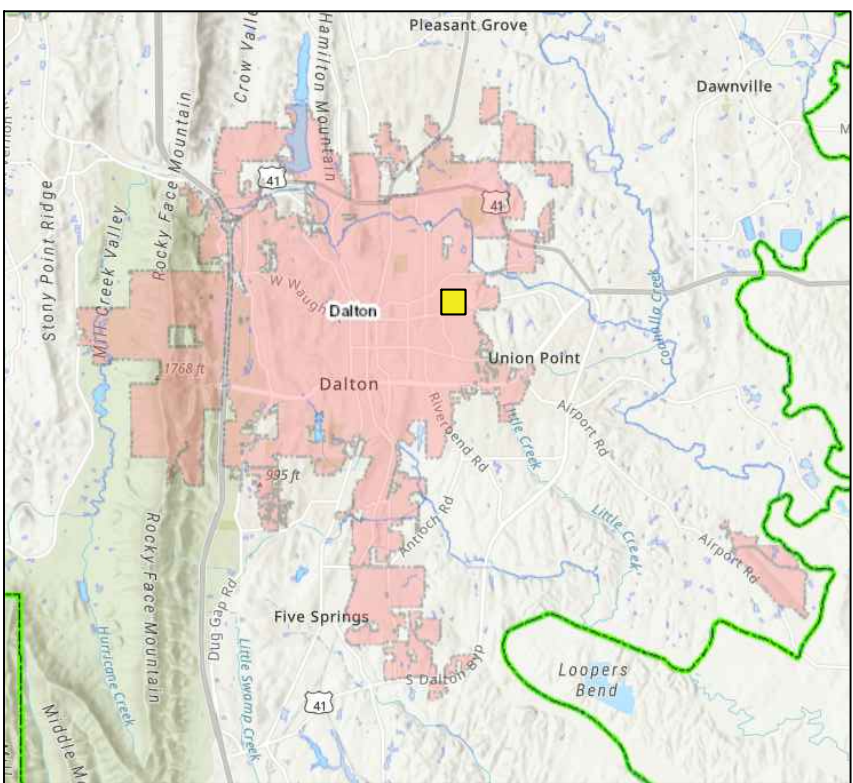 Pleasant Grove
Crow Valle
Hamilton Mountain
Dawnville
41
41
Stony Point Ridge
Mill Creek Valley
Rocky Face Mountain
W Waugh
Dalton
Coahulla Creek
Union Point
1768 ft
Dalton
Riverbend Rd
Little Creek
Airport Rd
995 ft
Antioch Rd
Little Creek
Airport Rd
Rocky Face Mountain
Dug Gap Rd
Five Springs
Hurricane Creek
Little Swamp Creek
S Dalton Byp
Loopers
Bend
41
Middle Mo